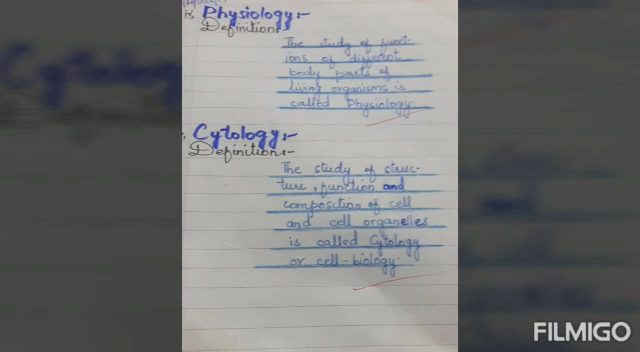 Physiology:-
Definition:-
The study of funct-
ions of different
body parts of
living organisms is
called Physiology.
Cytology:-
Definition:-
The study of struc-
ture, function and
composition of cell
and cell organelles
is called Cytology
or cell-biology.
FILMIGO